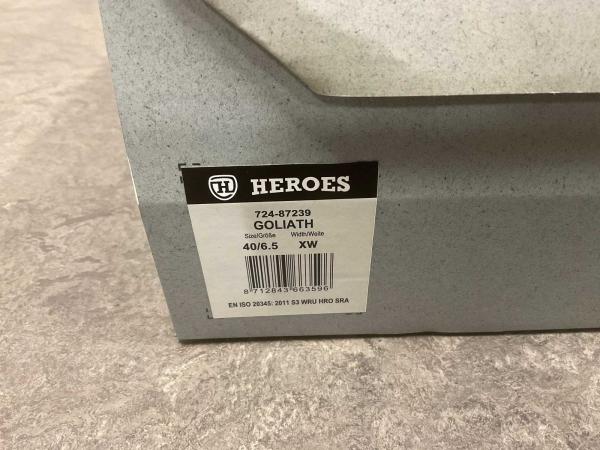 H HEROES
724-87239
GOLIATH
Size/Größe Width/Weite
40/6.5 XW
8 712843 663596
EN ISO 20345: 2011 S3 WRU HRO SRA